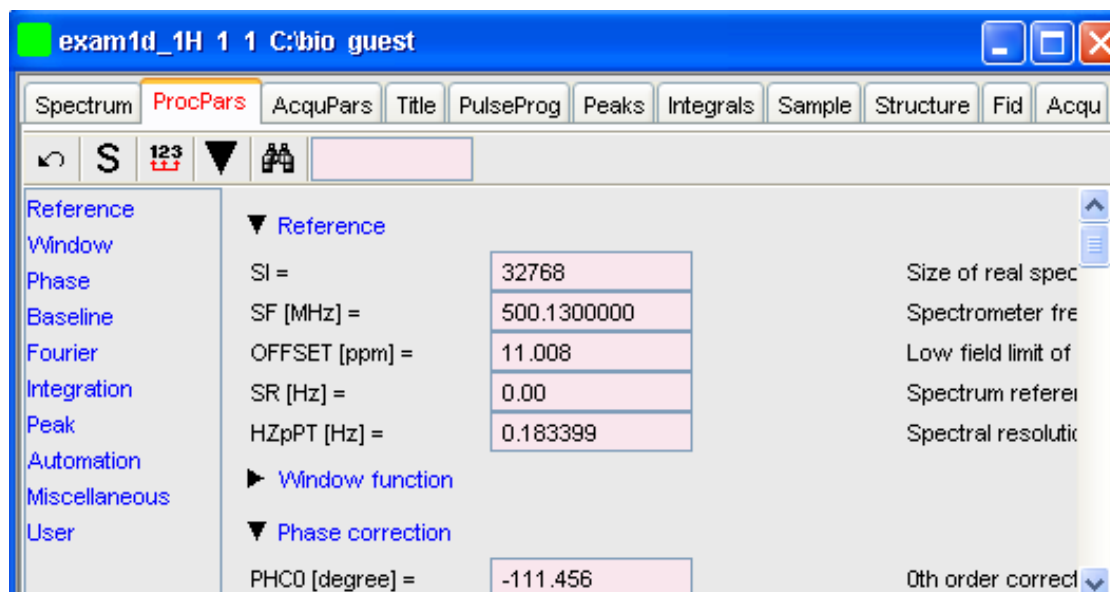 exam1d_1H 1 1 C:\bio guest
Spectrum ProcPars AcquPars Title PulseProg Peaks Integrals Sample Structure Fid Acqu
S 123
Reference
Window
Phase
Baseline
Fourier
Integration
Peak
Automation
Miscellaneous
User
Reference
SI = 32768 Size of real spec
SF [MHz] = 500.1300000 Spectrometer fre
OFFSET [ppm] = 11.008 Low field limit of
SR [Hz] = 0.00 Spectrum refere
HZpPT [Hz] = 0.183399 Spectral resoluti
Window function
Phase correction
PHC0 [degree] = -111.456 0th order correct